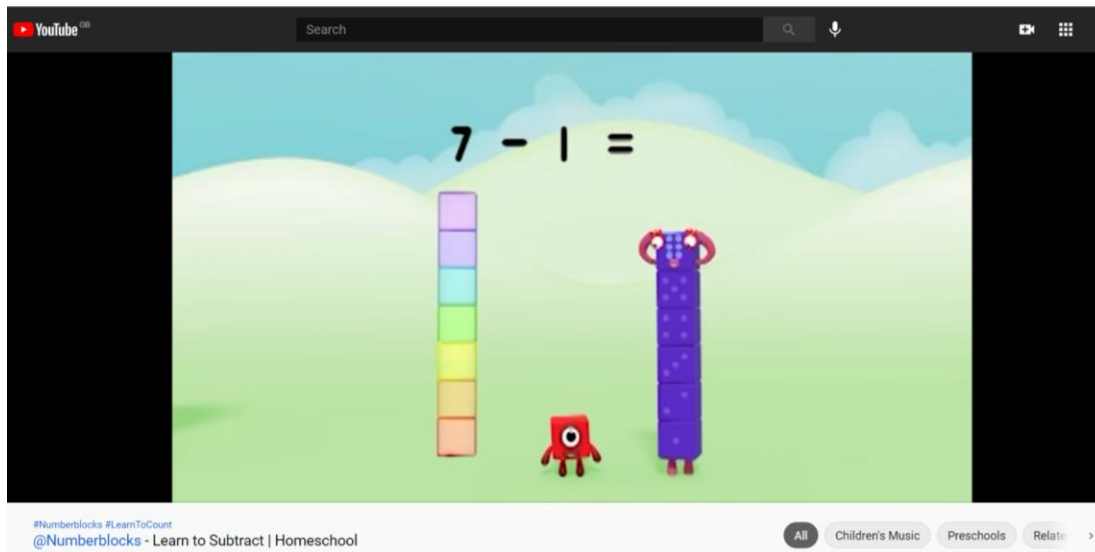 YouTube GB
Search
7 - 1 =
#Numberblocks #LearnToCount
@Numberblocks - Learn to Subtract | Homeschool
All Children's Music Preschools Relate